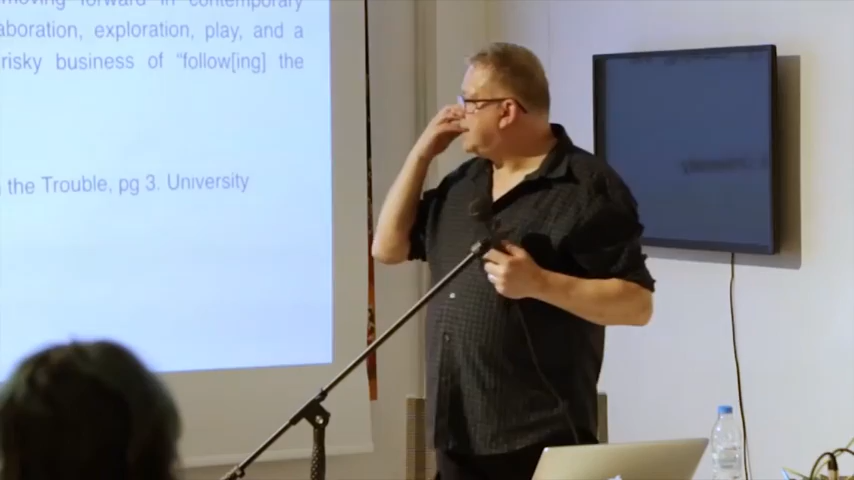 moving forward in contemporary
aboration, exploration, play, and a
risky business of "follow[ing] the
the Trouble, pg 3. University